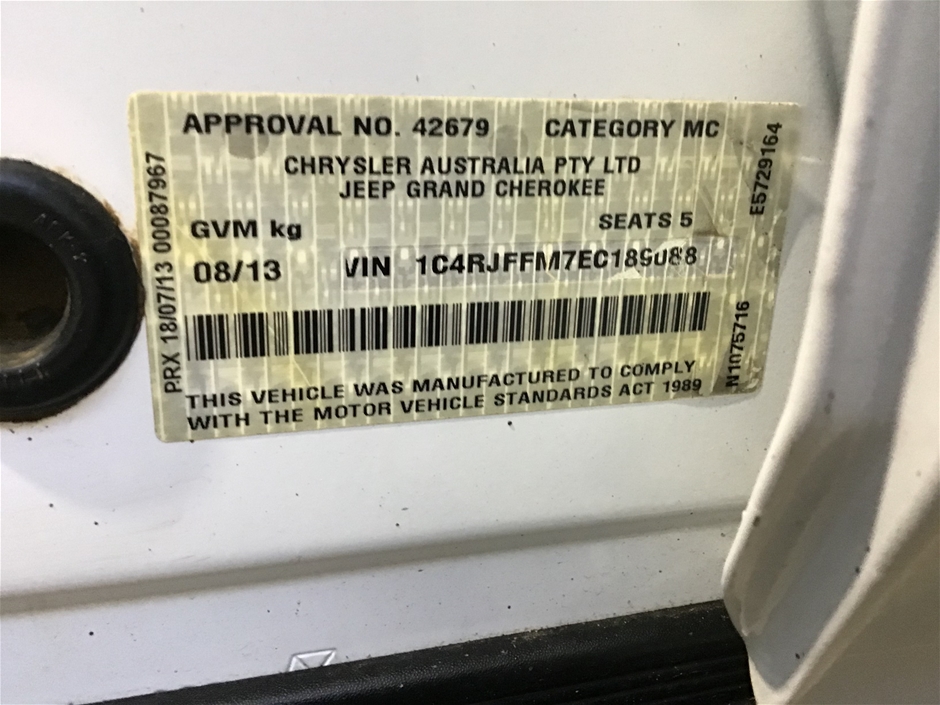 APPROVAL NO. 42679 CATEGORY MC
CHRYSLER AUSTRALIA PTY LTD
JEEP GRAND CHEROKEE
GVM kg SEATS 5
08/13 VIN 1C4RJFFM7EC189088
THIS VEHICLE WAS MANUFACTURED TO COMPLY
WITH THE MOTOR VEHICLE STANDARDS ACT 1989
PRX 18/07/13 00087967
E5729164
N1075716